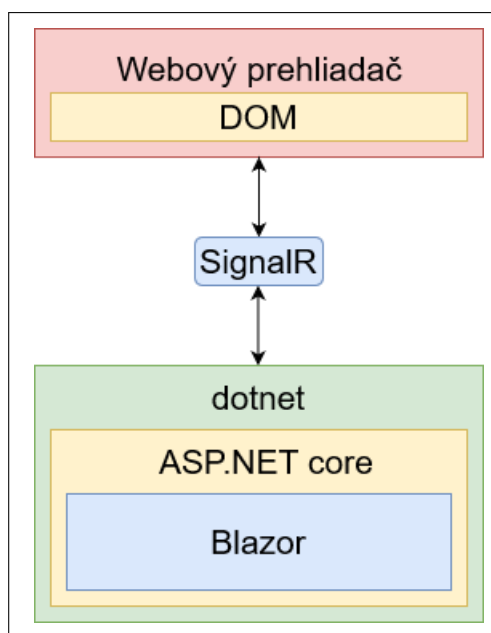 Webový prehliadač
DOM
SignalR
dotnet
ASP.NET core
Blazor